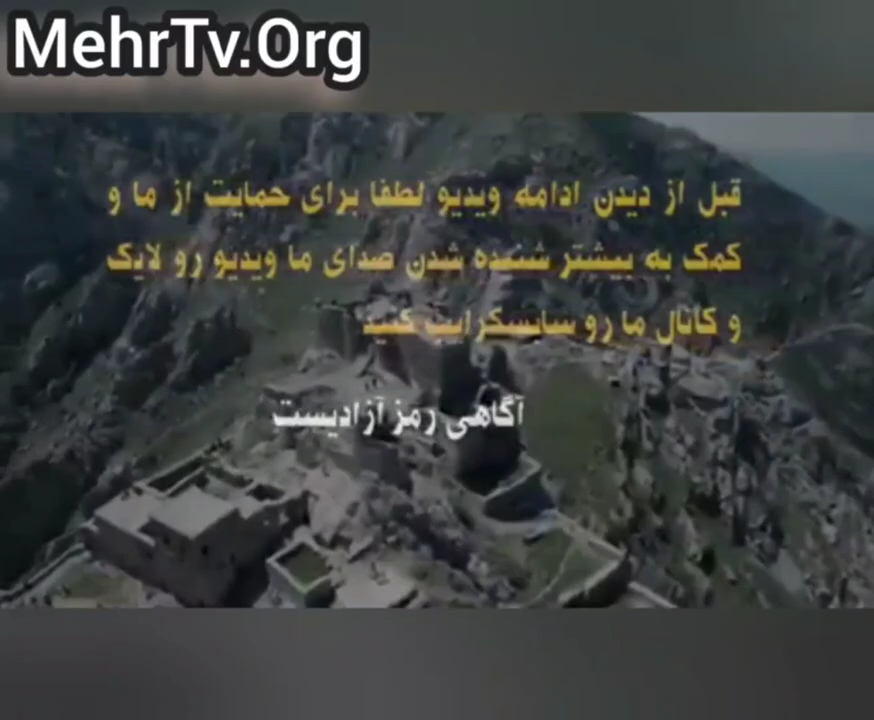 MehrTv.Org
قبل از دیدن ادامه ویدیو لطفا برای حمایت از ما و
کمک به بیشتر شنیده شدن صدای ما ویدیو رو لایک
و کانال ما رو سابسکرایب کنید
آگاهی رمز آزادیست